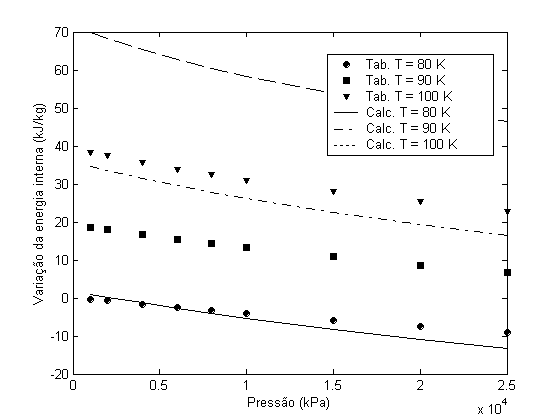 70
60
50
40
30
20
10
0
-10
-20
Variação da energia interna (kJ/kg)
Tab. T = 80 K
Tab. T = 90 K
Tab. T = 100 K
Calc. T = 80 K
Calc. T = 90 K
Calc. T = 100 K
0 0.5 1 1.5 2 2.5
Pressão (kPa)
x 10⁴